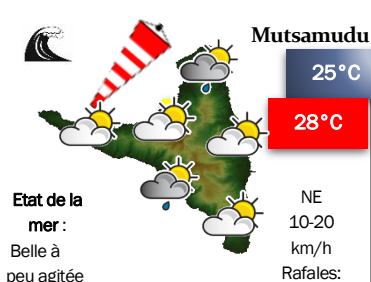 Mutsamudu
25°C
28°C
Etat de la
mer :
Belle à
peu agitée
NE
10-20
km/h
Rafales: